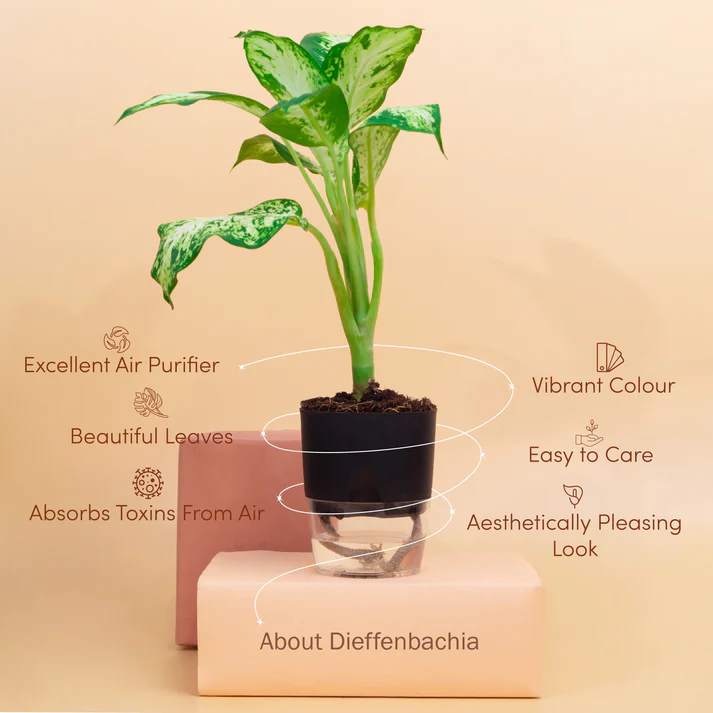 Excellent Air Purifier
Vibrant Colour
Beautiful Leaves
Easy to Care
Absorbs Toxins From Air
Aesthetically Pleasing
Look
About Dieffenbachia